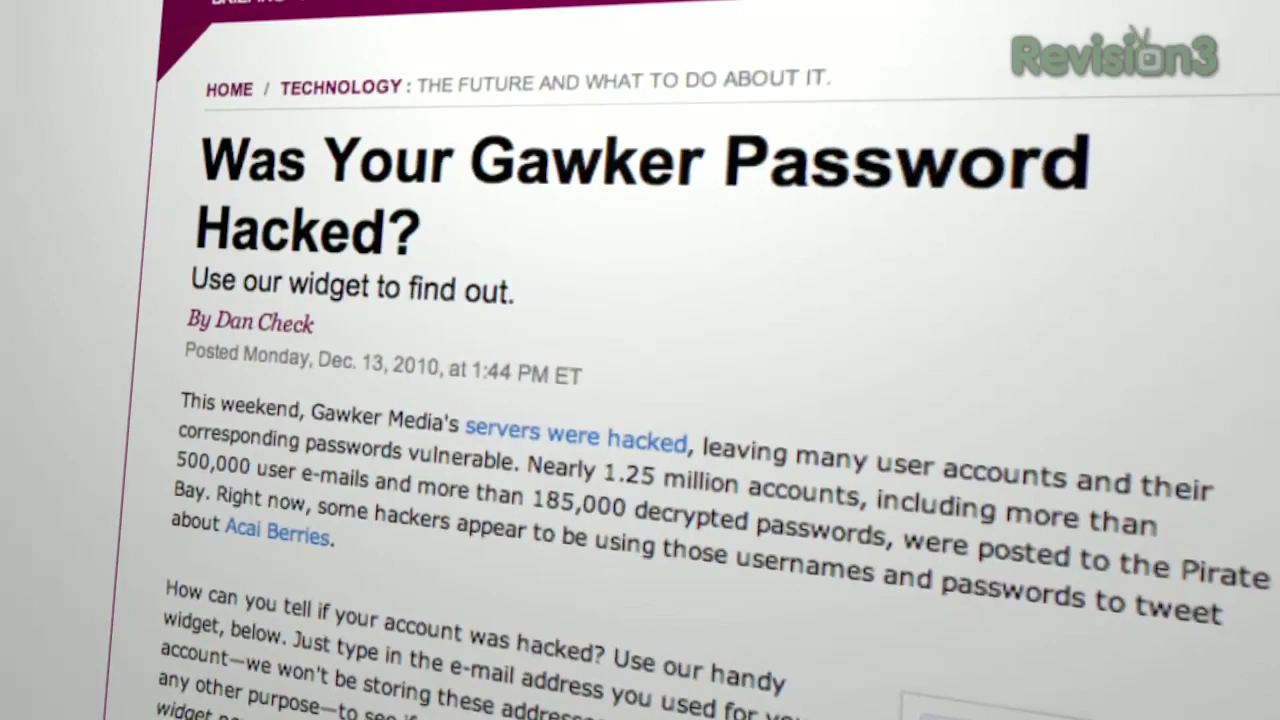 Revision3
HOME / TECHNOLOGY : THE FUTURE AND WHAT TO DO ABOUT IT.
Was Your Gawker Password
Hacked?
Use our widget to find out.
By Dan Check
Posted Monday, Dec. 13, 2010, at 1:44 PM ET
This weekend, Gawker Media's servers were hacked, leaving many user accounts and their
corresponding passwords vulnerable. Nearly 1.25 million accounts, including more than
500,000 user e-mails and more than 185,000 decrypted passwords, were posted to the Pirate
Bay. Right now, some hackers appear to be using those usernames and passwords to tweet
about Acai Berries.
How can you tell if your account was hacked? Use our handy
widget, below. Just type in the e-mail address you used for
account—we won't be storing these
any other purpose—to see
widget